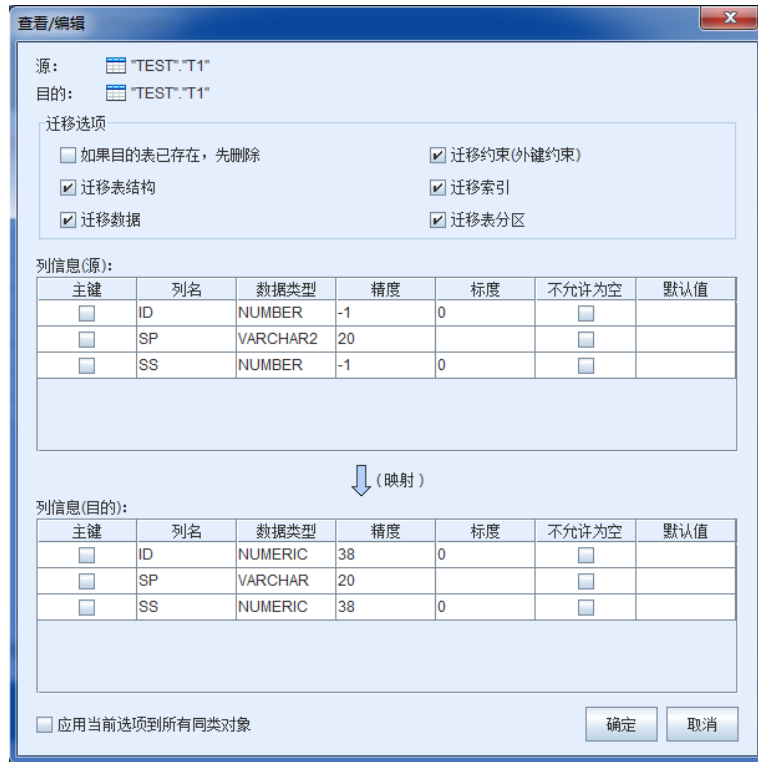 查看/编辑
源: "TEST"."T1"
目的: "TEST"."T1"
迁移选项
如果目的表已存在，先删除 迁移约束(外键约束)
迁移表结构 迁移索引
迁移数据 迁移表分区
列信息(源):
主键 列名 数据类型 精度 标度 不允许为空 默认值
ID NUMBER -1 0
SP VARCHAR2 20
SS NUMBER -1 0
(映射)
列信息(目的):
主键 列名 数据类型 精度 标度 不允许为空 默认值
ID NUMERIC 38 0
SP VARCHAR 20
SS NUMERIC 38 0
应用当前选项到所有同类对象 确定 取消